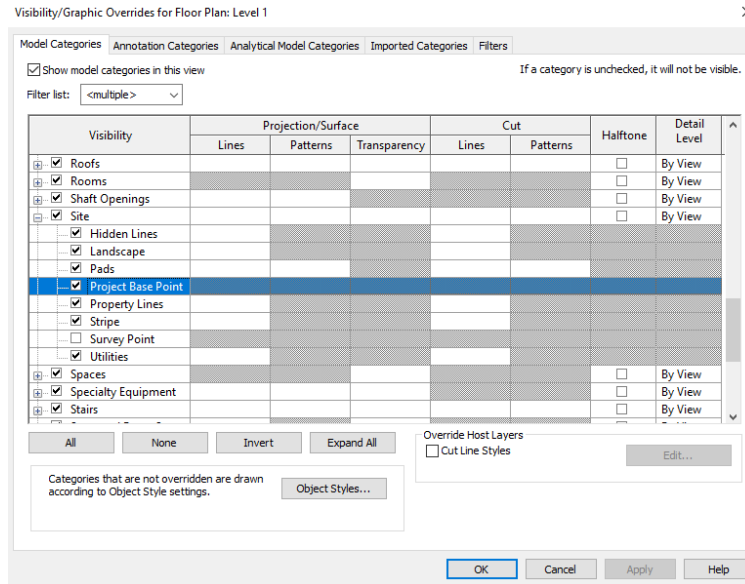 Visibility/Graphic Overrides for Floor Plan: Level 1
Model Categories Annotation Categories Analytical Model Categories Imported Categories Filters
Show model categories in this view If a category is unchecked, it will not be visible.
Filter list: <multiple>
Visibility Projection/Surface Cut Halftone Detail Level
Lines Patterns Transparency Lines Patterns
Roofs By View
Rooms By View
Shaft Openings By View
Site By View
Hidden Lines
Landscape
Pads
Project Base Point
Property Lines
Stripe
Survey Point
Utilities
Spaces By View
Specialty Equipment By View
Stairs By View
All None Invert Expand All
Override Host Layers
Cut Line Styles Edit...
Categories that are not overridden are drawn
according to Object Style settings.
Object Styles...
OK Cancel Apply Help